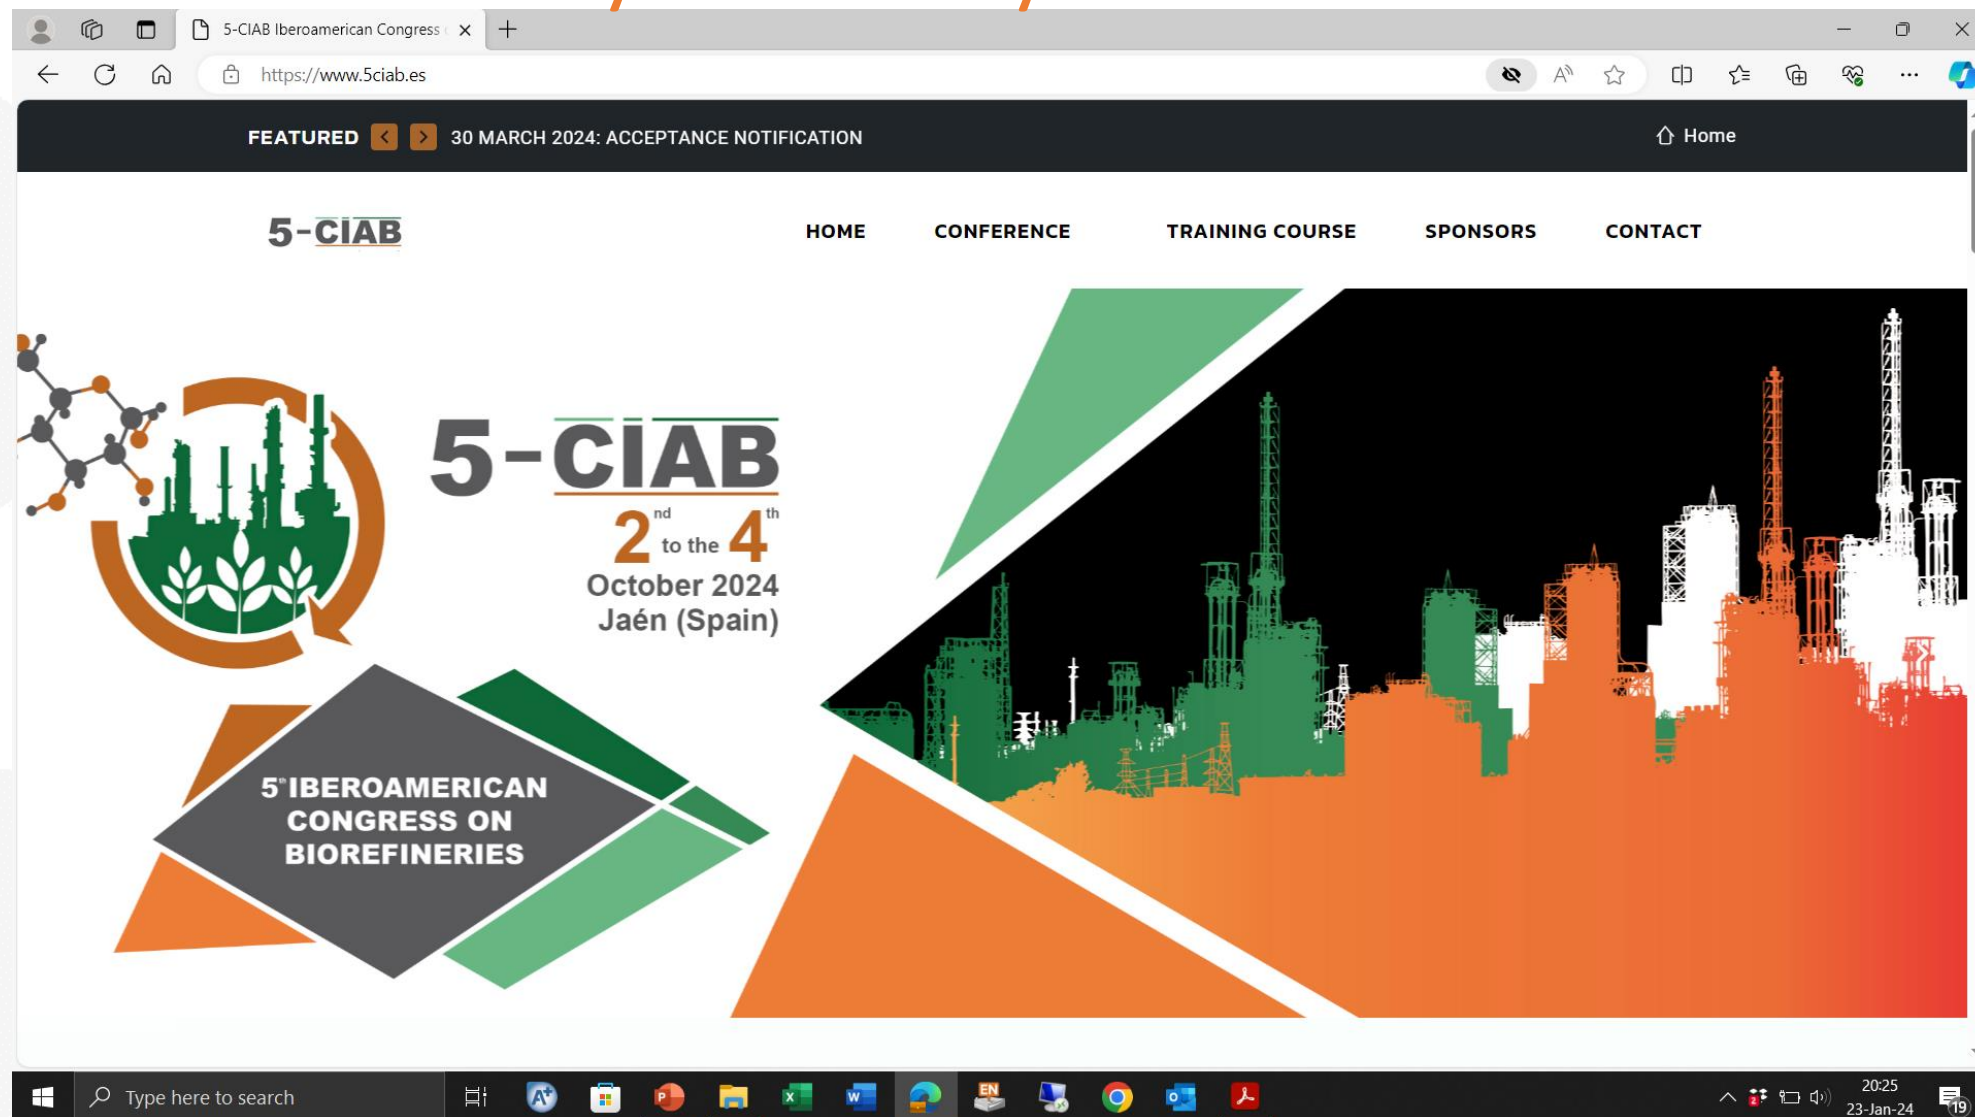 5-CIAB Iberoamerican Congress
https://www.5ciab.es
FEATURED < > 30 MARCH 2024: ACCEPTANCE NOTIFICATION
Home
5-CIAB
HOME CONFERENCE TRAINING COURSE SPONSORS CONTACT
5-CIAB
2nd to the 4th
October 2024
Jaén (Spain)
5th IBEROAMERICAN
CONGRESS ON
BIOREFINERIES
Type here to search
EN
20:25
23-Jan-24
19